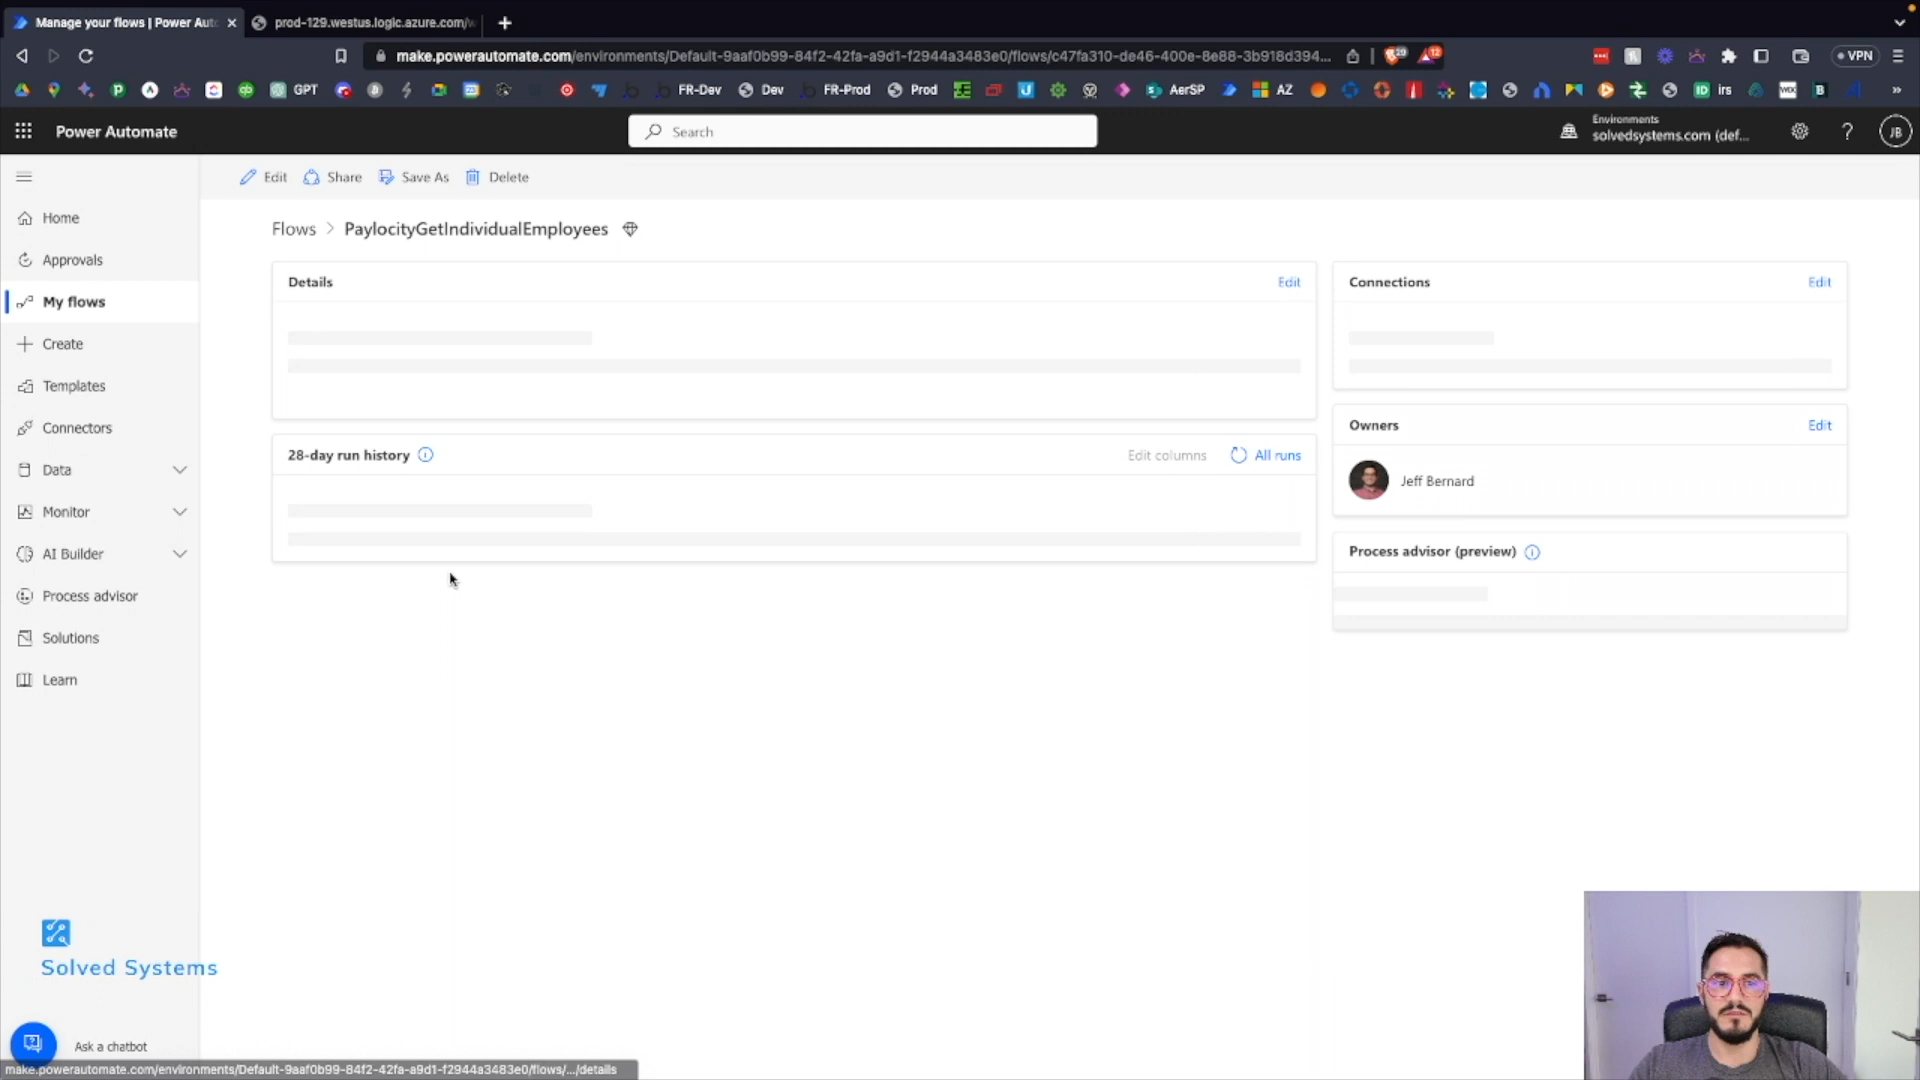 Manage your flows | Power Aut
prod-129.westus.logic.azure.com/w
make.powerautomate.com/environments/Default-9aaf0b99-84f2-42fa-a9d1-f2944a3483e0/flows/c47fa310-de46-400e-8e88-3b918d394...
29
12
VPN
GPT
FR-Dev
Dev
FR-Prod
Prod
AerSP
AZ
ID
irs
WIX
B
Power Automate
Search
Environments
solvedsystems.com (def...
JB
Edit
Share
Save As
Delete
Home
Approvals
My flows
Create
Templates
Connectors
Data
Monitor
AI Builder
Process advisor
Solutions
Learn
Flows > PaylocityGetIndividualEmployees
Details
Edit
28-day run history
Edit columns
All runs
Connections
Edit
Owners
Edit
Jeff Bernard
Process advisor (preview)
Solved Systems
Ask a chatbot
make.powerautomate.com/environments/Default-9aaf0b99-84f2-42fa-a9d1-f2944a3483e0/flows/.../details